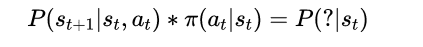 P(s_{t+1}|s_t, a_t) * π(a_t|s_t) = P(?|s_t)